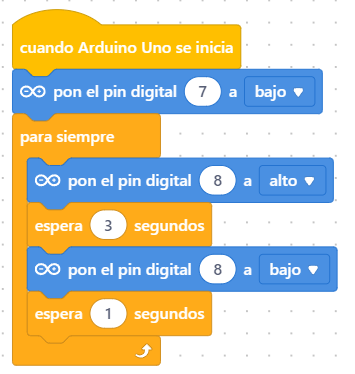 cuando Arduino Uno se inicia
pon el pin digital 7 a bajo
para siempre
pon el pin digital 8 a alto
espera 3 segundos
pon el pin digital 8 a bajo
espera 1 segundos